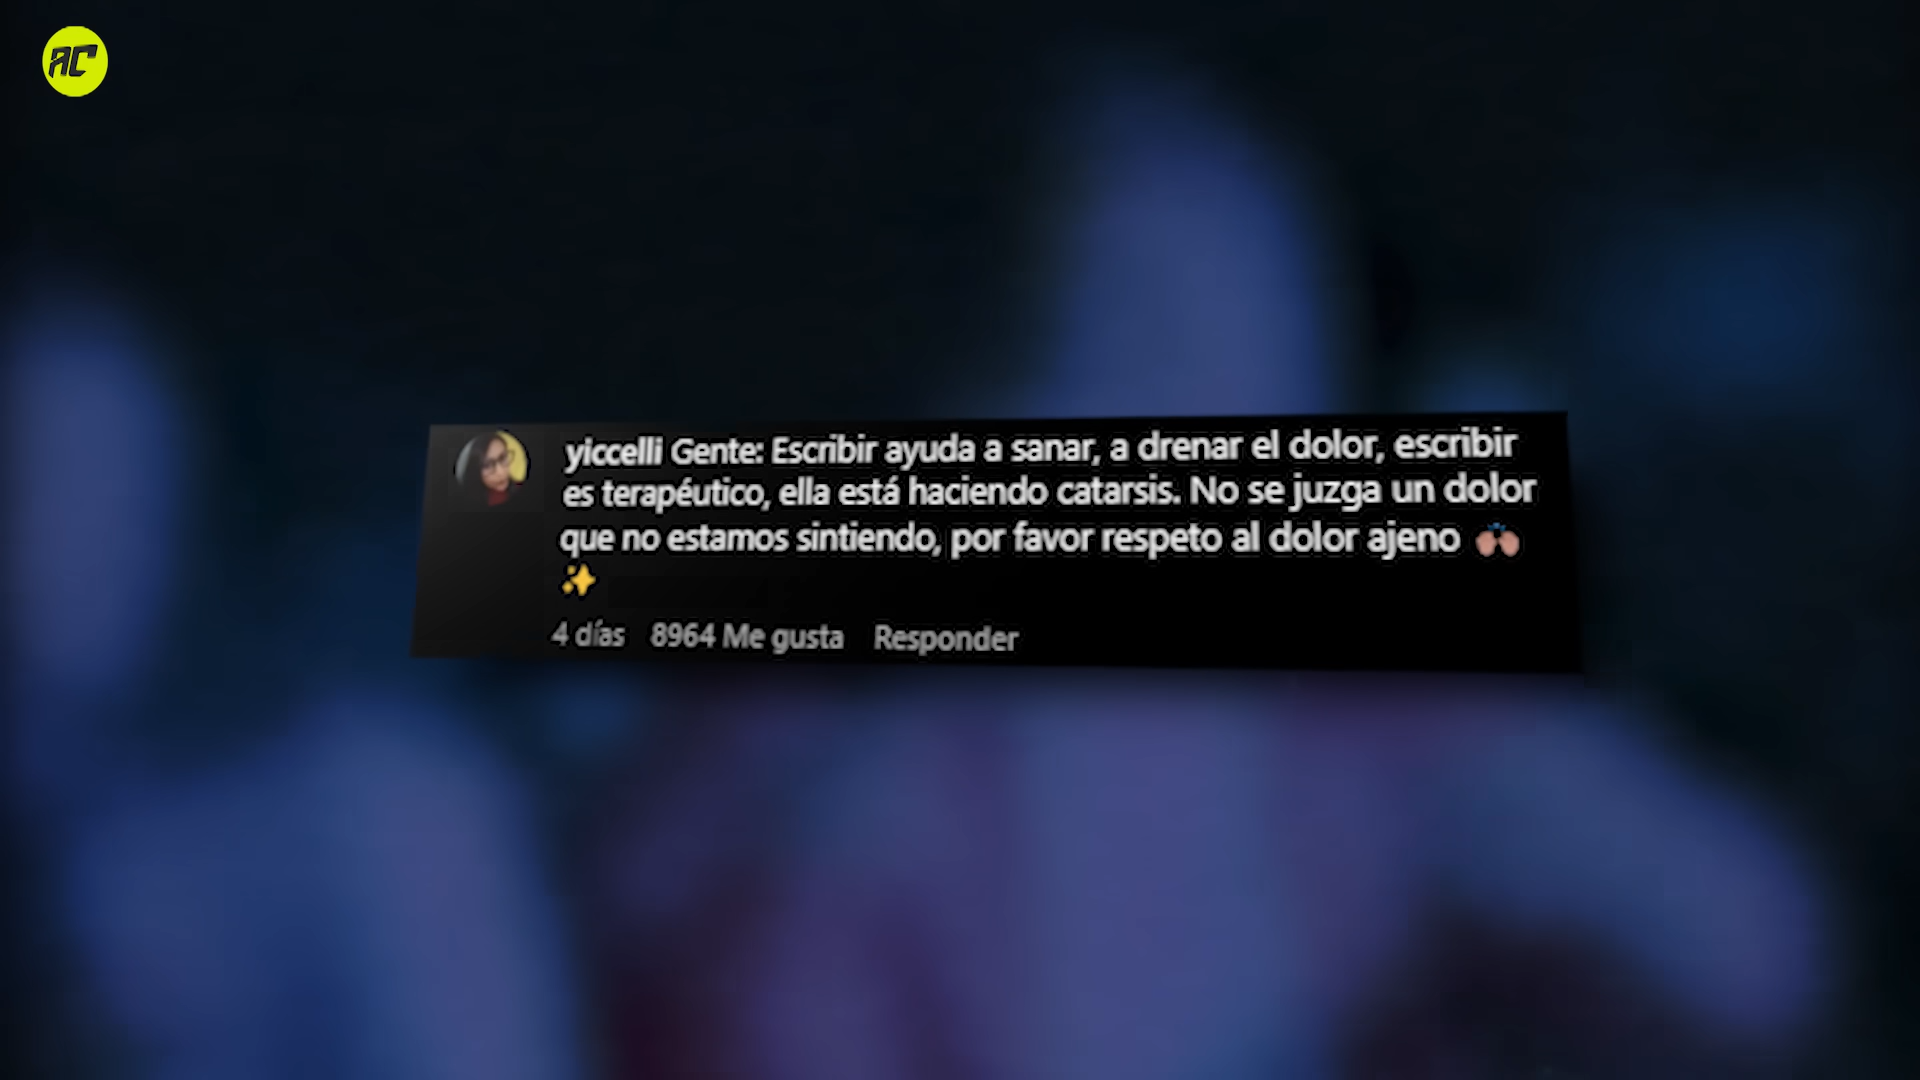 AC
yiccelli Gente: Escribir ayuda a sanar, a drenar el dolor, escribir
es terapéutico, ella está haciendo catarsis. No se juzga un dolor
que no estamos sintiendo, por favor respeto al dolor ajeno 🙌
✨
4 días 8964 Me gusta Responder